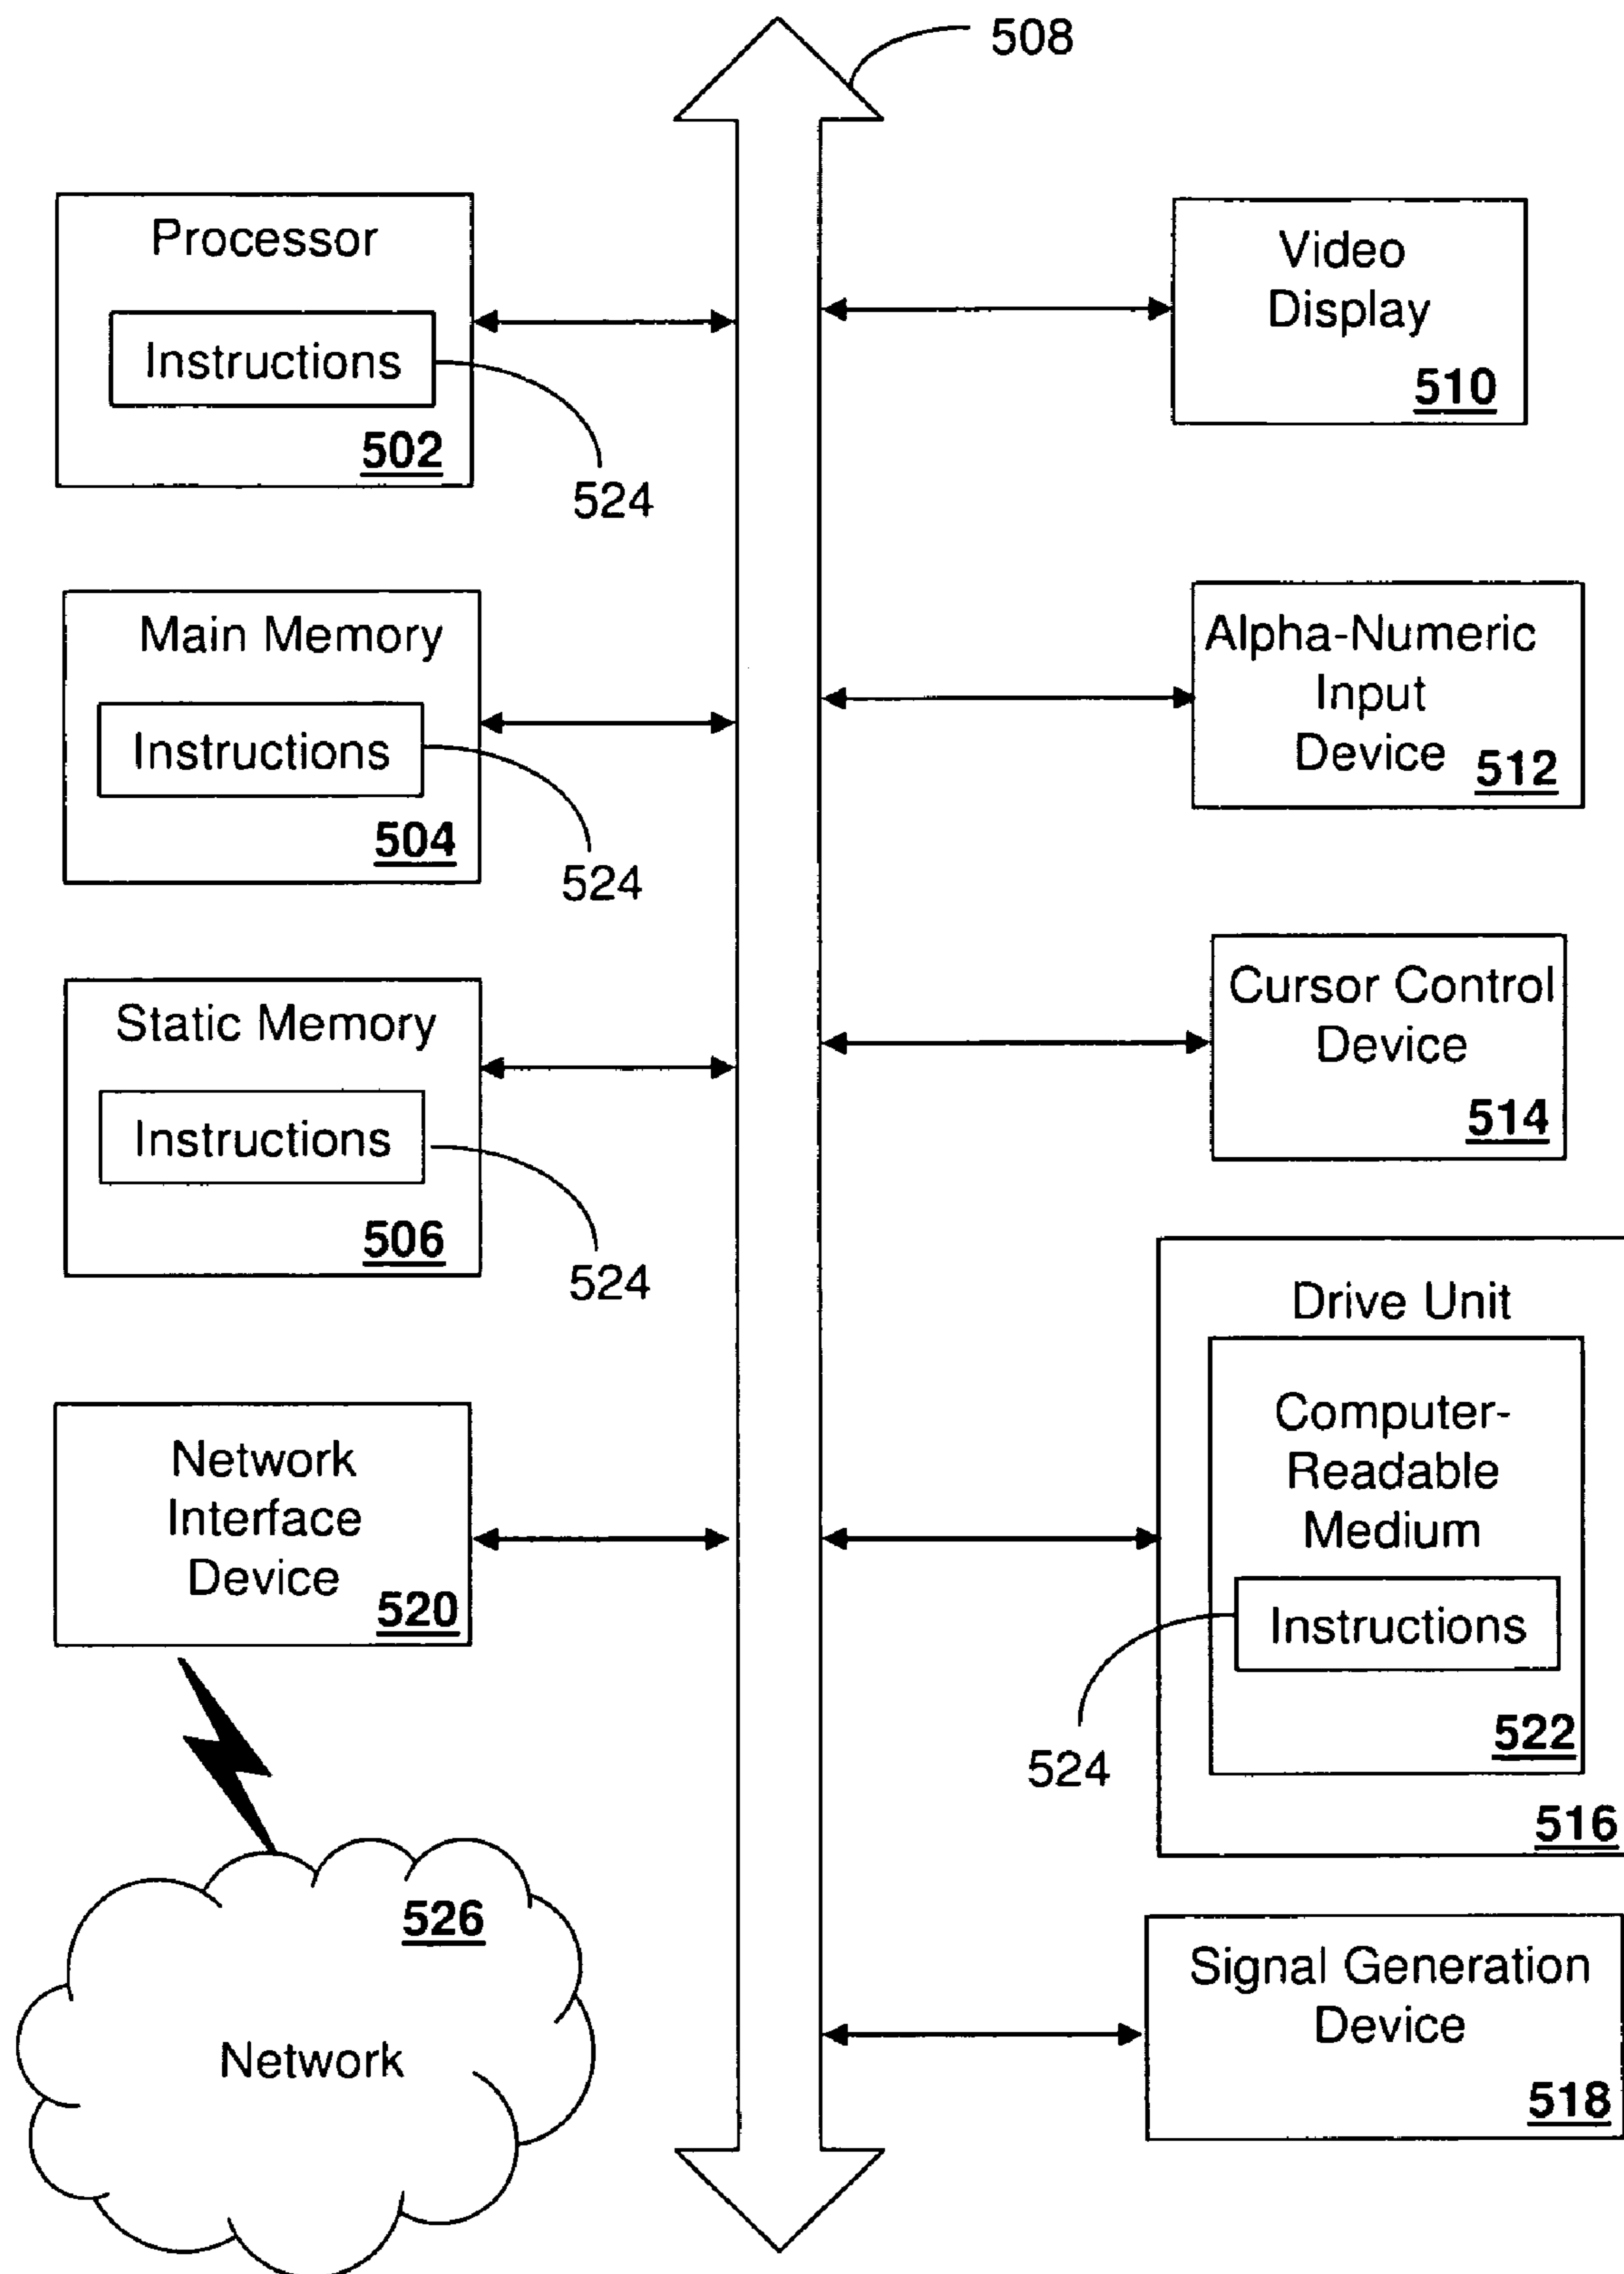 508
Processor
Instructions
502
524
Main Memory
Instructions
504
524
Static Memory
Instructions
506
524
Network
Interface
Device
520
526
Network
Video
Display
510
Alpha-Numeric
Input
Device
512
Cursor Control
Device
514
Drive Unit
Computer-
Readable
Medium
Instructions
524
522
516
Signal Generation
Device
518